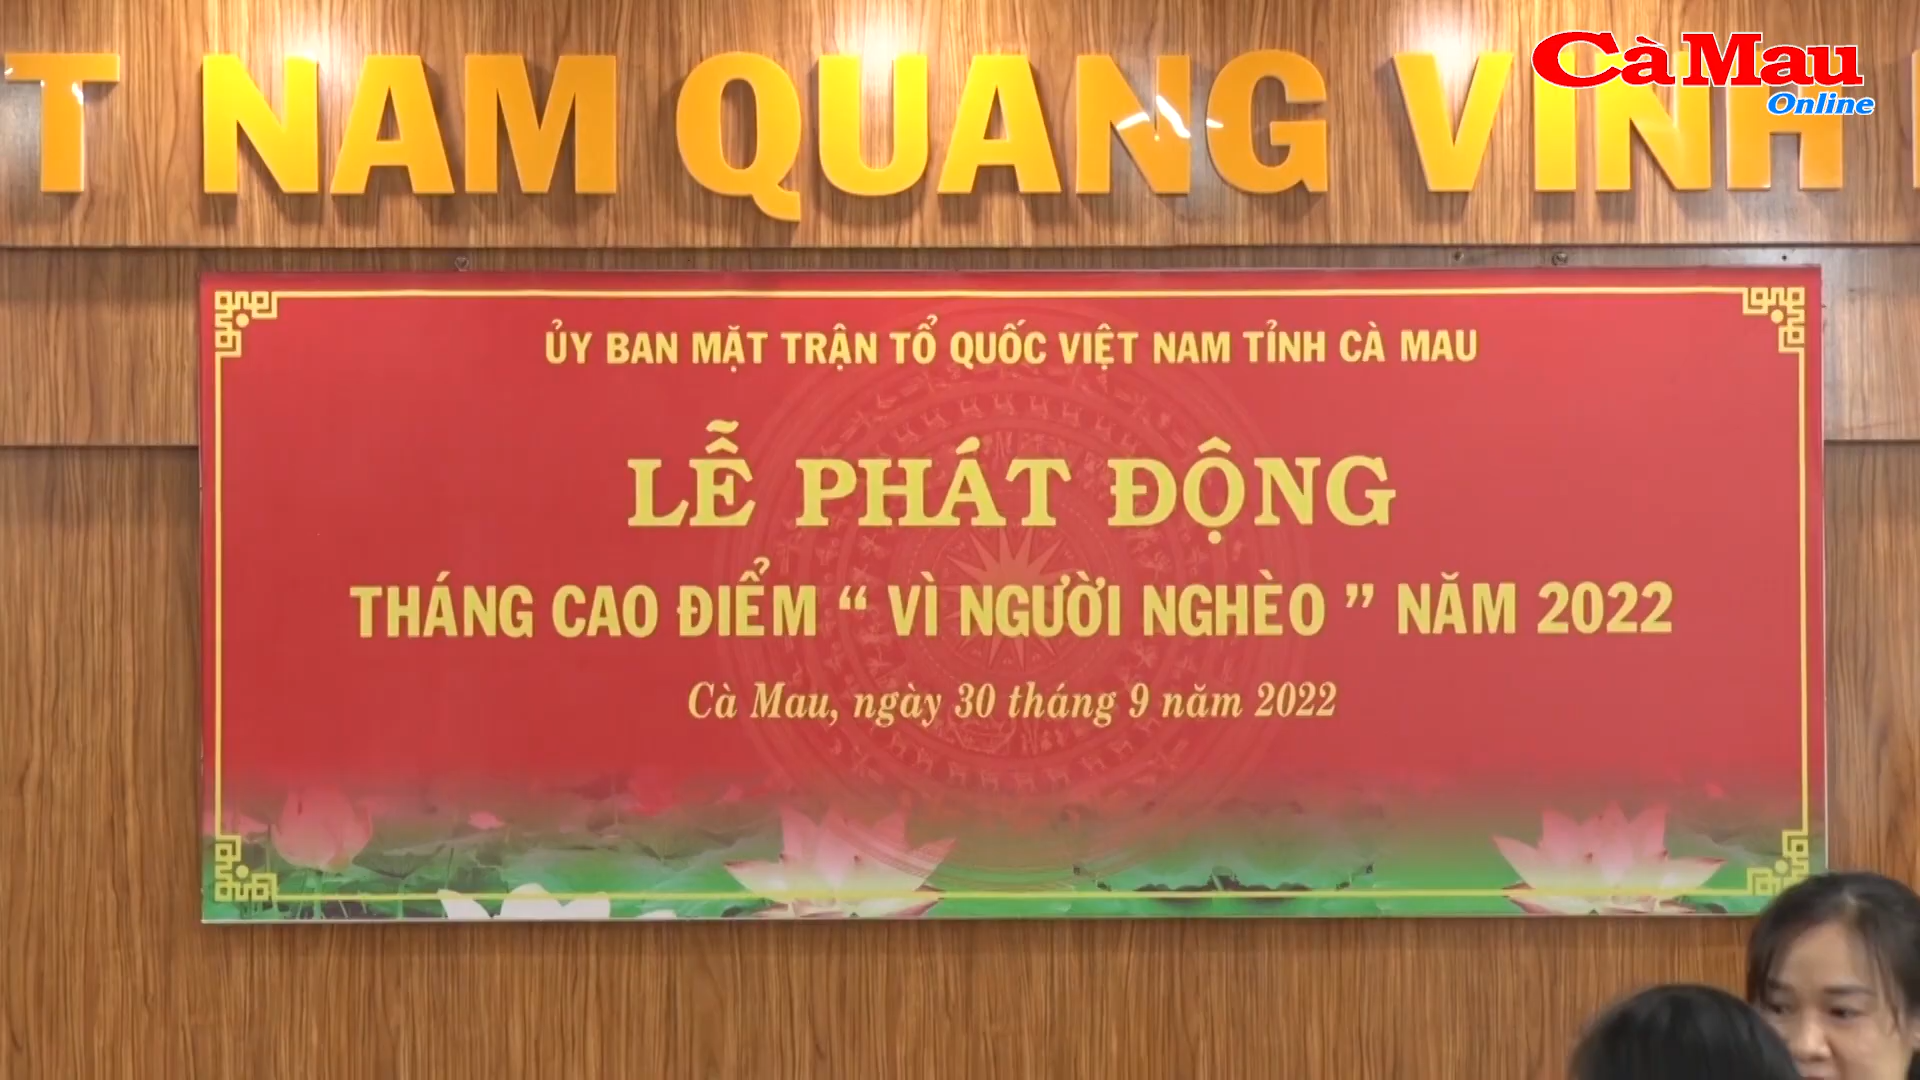 T NAM QUANG VINH
Cà Mau
Online
ỦY BAN MẶT TRẬN TỔ QUỐC VIỆT NAM TỈNH CÀ MAU
LỄ PHÁT ĐỘNG
THÁNG CAO ĐIỂM “ VÌ NGƯỜI NGHÈO ” NĂM 2022
Cà Mau, ngày 30 tháng 9 năm 2022